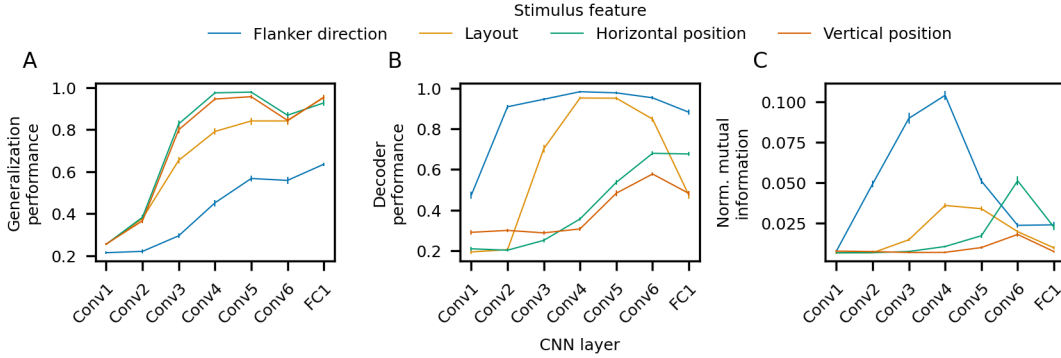 Stimulus feature
Flanker direction
Layout
Horizontal position
Vertical position
A
Generalization
performance
1.0
0.8
0.6
0.4
0.2
Conv1
Conv2
Conv3
Conv4
Conv5
Conv6
FC1
B
Decoder
performance
1.0
0.8
0.6
0.4
0.2
Conv1
Conv2
Conv3
Conv4
Conv5
Conv6
FC1
CNN layer
C
Norm. mutual
information
0.100
0.075
0.050
0.025
Conv1
Conv2
Conv3
Conv4
Conv5
Conv6
FC1